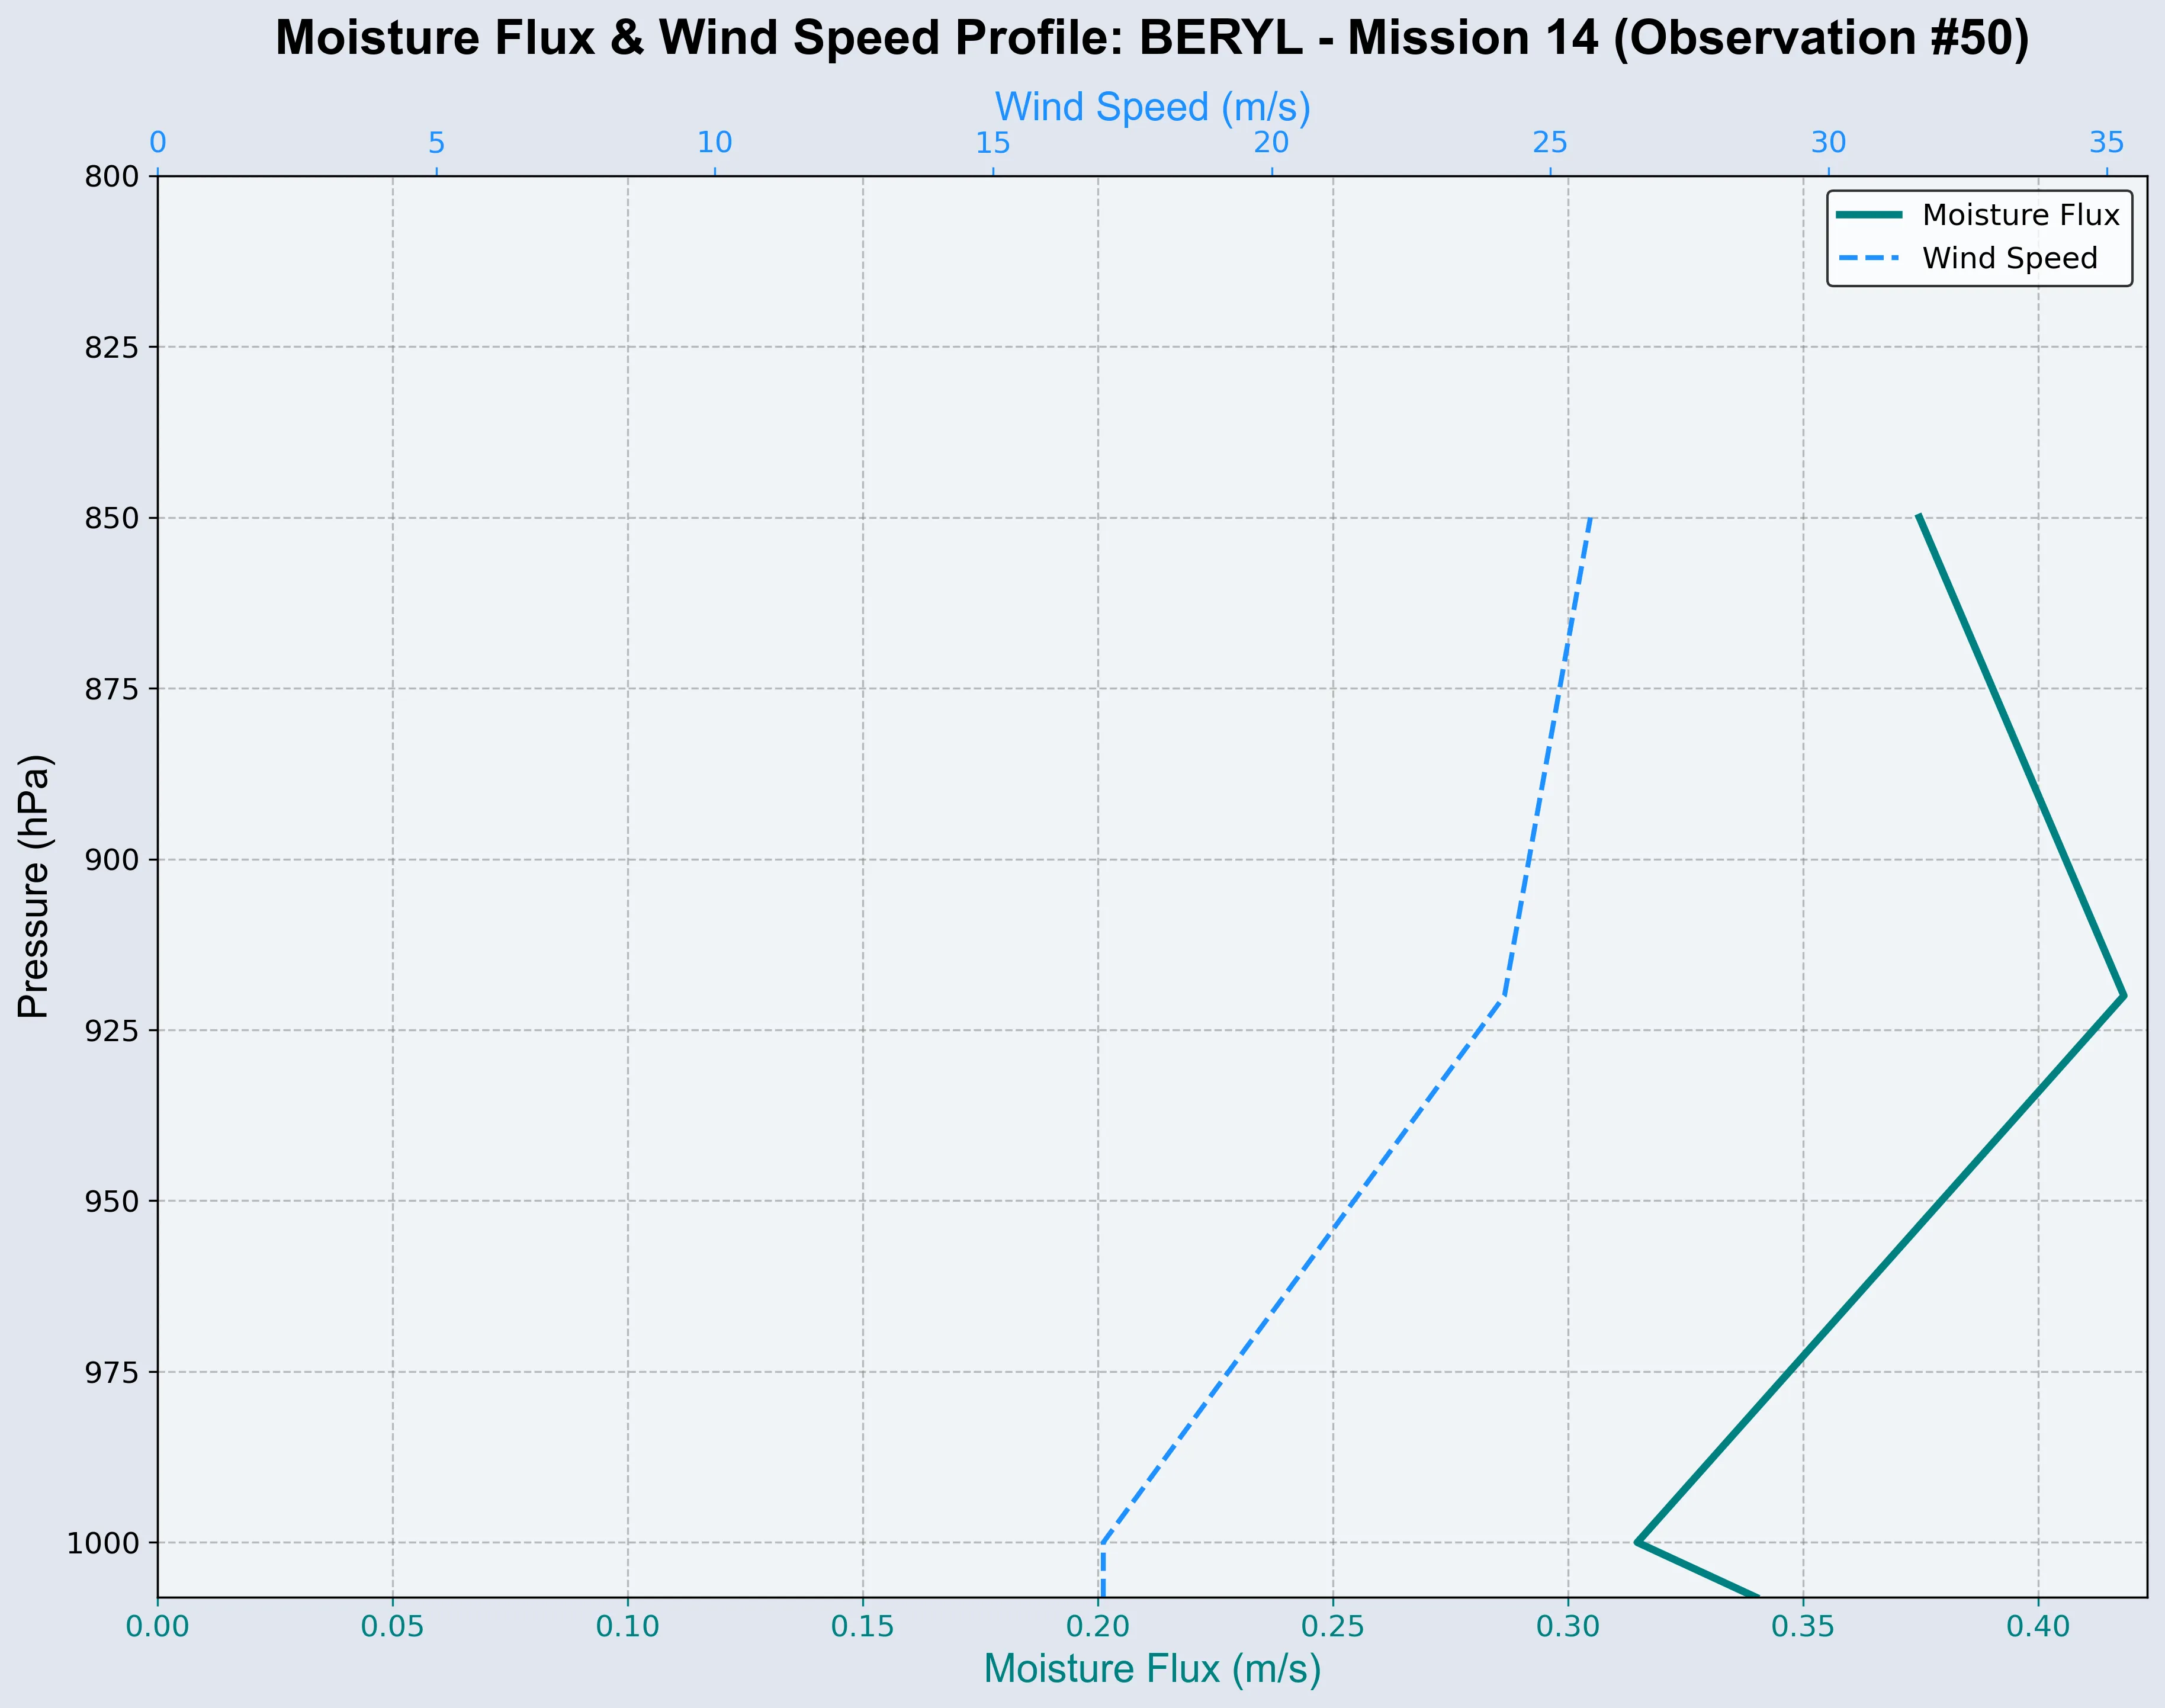 Moisture Flux & Wind Speed Profile: BERYL - Mission 14 (Observation #50)
Wind Speed (m/s)
0 5 10 15 20 25 30 35
Moisture Flux
Wind Speed
Pressure (hPa)
800
825
850
875
900
925
950
975
1000
0.00 0.05 0.10 0.15 0.20 0.25 0.30 0.35 0.40
Moisture Flux (m/s)